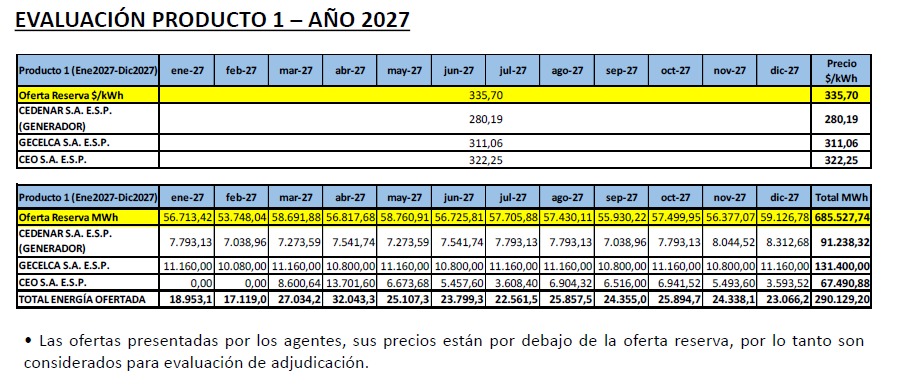 EVALUACIÓN PRODUCTO 1 – AÑO 2027
Producto 1 (Ene2027-Dic2027) ene-27 feb-27 mar-27 abr-27 may-27 jun-27 jul-27 ago-27 sep-27 oct-27 nov-27 dic-27 Precio $/kWh
Oferta Reserva $/kWh 335,70 335,70
CEDENAR S.A. E.S.P. (GENERADOR) 280,19 280,19
GECELCA S.A. E.S.P. 311,06 311,06
CEO S.A. E.S.P. 322,25 322,25
Producto 1 (Ene2027-Dic2027) ene-27 feb-27 mar-27 abr-27 may-27 jun-27 jul-27 ago-27 sep-27 oct-27 nov-27 dic-27 Total MWh
Oferta Reserva MWh 56.713,42 53.748,04 58.691,88 56.817,68 58.760,91 56.725,81 57.705,88 57.430,11 55.930,22 57.499,95 56.377,07 59.126,78 685.527,74
CEDENAR S.A. E.S.P. (GENERADOR) 7.793,13 7.038,96 7.273,59 7.541,74 7.273,59 7.541,74 7.793,13 7.793,13 7.038,96 7.793,13 8.044,52 8.312,68 91.238,32
GECELCA S.A. E.S.P. 11.160,00 10.080,00 11.160,00 10.800,00 11.160,00 10.800,00 11.160,00 11.160,00 10.800,00 11.160,00 10.800,00 11.160,00 131.400,00
CEO S.A. E.S.P. 0,00 0,00 8.600,64 13.701,60 6.673,68 5.457,60 3.608,40 6.904,32 6.516,00 6.941,52 5.493,60 3.593,52 67.490,88
TOTAL ENERGÍA OFERTADA 18.953,1 17.119,0 27.034,2 32.043,3 25.107,3 23.799,3 22.561,5 25.857,5 24.355,0 25.894,7 24.338,1 23.066,2 290.129,20
• Las ofertas presentadas por los agentes, sus precios están por debajo de la oferta reserva, por lo tanto son
considerados para evaluación de adjudicación.